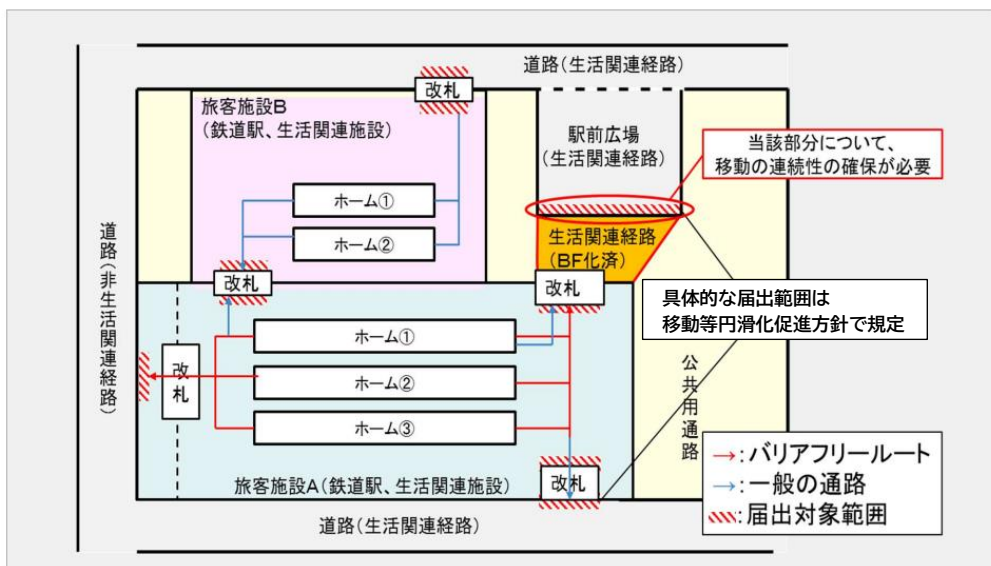 道路(生活関連経路)
改札
旅客施設B
(鉄道駅、生活関連施設)
駅前広場
(生活関連経路)
当該部分について、
移動の連続性の確保が必要
ホーム①
ホーム②
生活関連経路
(BF化済)
道路(非生活関連経路)
改札
改札
具体的な届出範囲は
移動等円滑化促進方針で規定
ホーム①
改札
ホーム②
ホーム③
公共用通路
→:バリアフリールート
→:一般の通路
:届出対象範囲
旅客施設A(鉄道駅、生活関連施設)
改札
道路(生活関連経路)